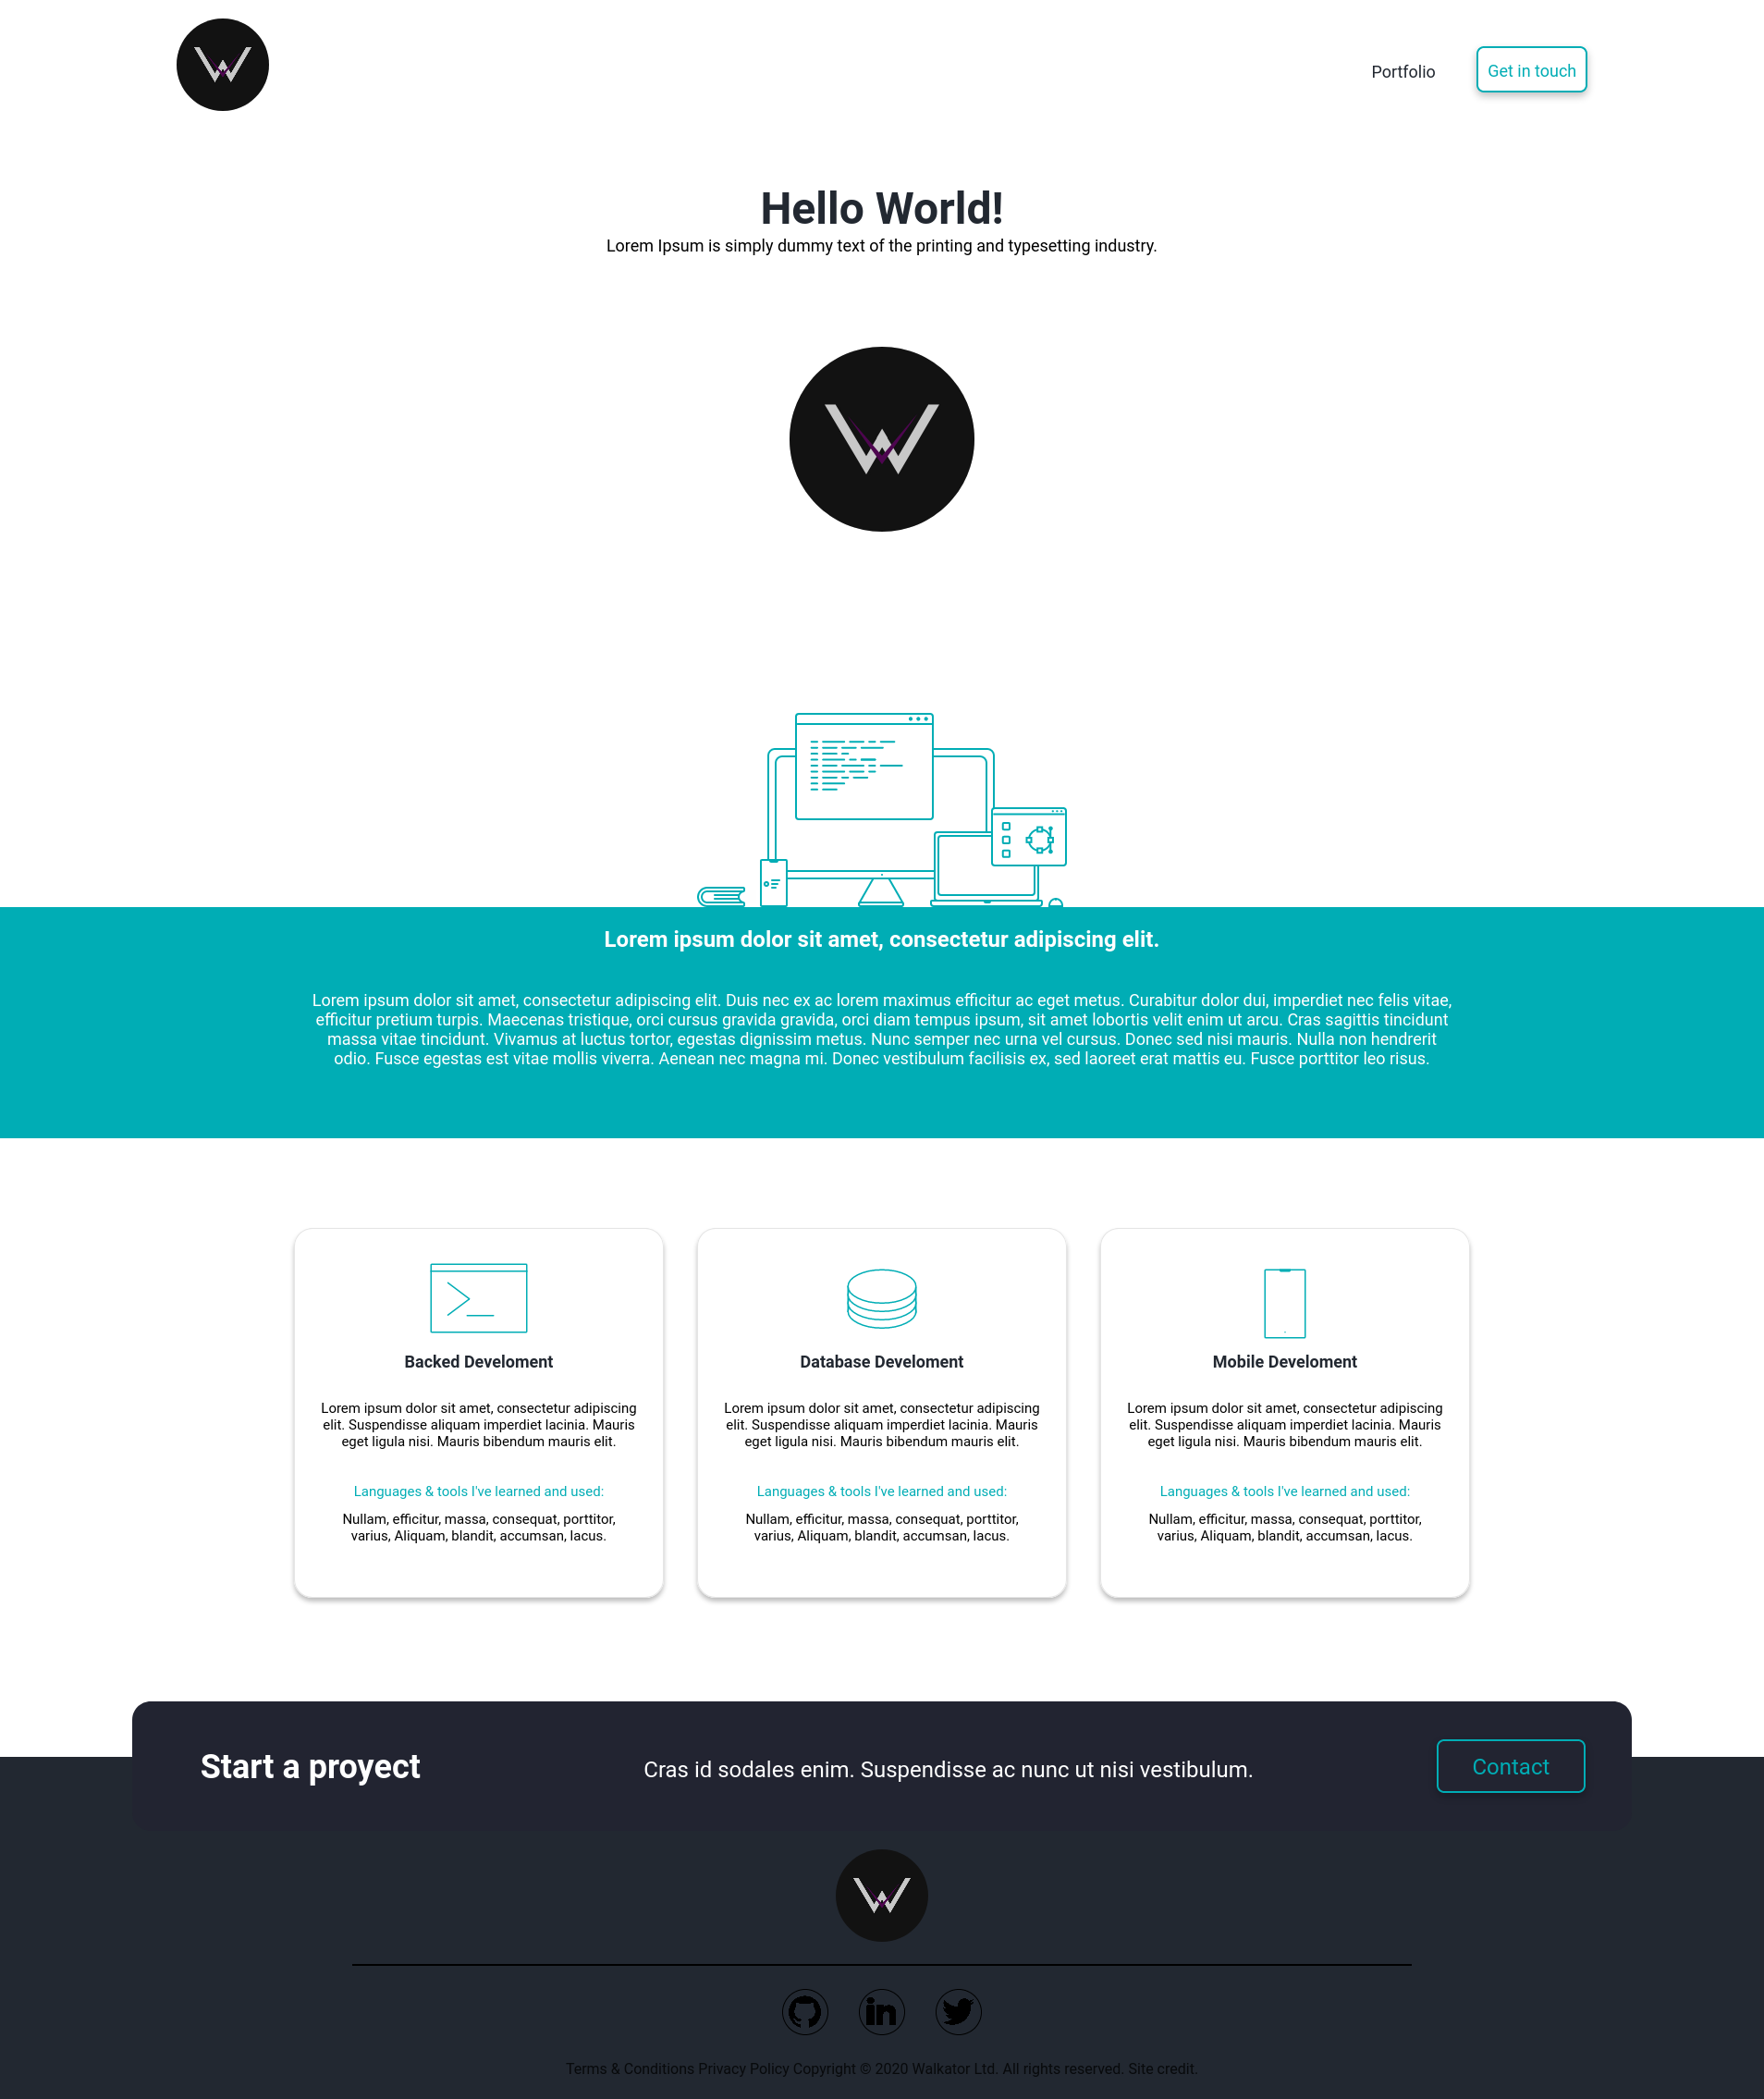 Portfolio
Get in touch
Hello World!
Lorem Ipsum is simply dummy text of the printing and typesetting industry.
Lorem ipsum dolor sit amet, consectetur adipiscing elit.
Lorem ipsum dolor sit amet, consectetur adipiscing elit. Duis nec ex ac lorem maximus efficitur ac eget metus. Curabitur dolor dui, imperdiet nec felis vitae,
efficitur pretium turpis. Maecenas tristique, orci cursus gravida gravida, orci diam tempus ipsum, sit amet lobortis velit enim ut arcu. Cras sagittis tincidunt
massa vitae tincidunt. Vivamus at luctus tortor, egestas dignissim metus. Nunc semper nec urna vel cursus. Donec sed nisi mauris. Nulla non hendrerit
odio. Fusce egestas est vitae mollis viverra. Aenean nec magna mi. Donec vestibulum facilisis ex, sed laoreet erat mattis eu. Fusce porttitor leo risus.
Backed Develoment
Lorem ipsum dolor sit amet, consectetur adipiscing
elit. Suspendisse aliquam imperdiet lacinia. Mauris
eget ligula nisi. Mauris bibendum mauris elit.
Languages & tools I've learned and used:
Nullam, efficitur, massa, consequat, porttitor,
varius, Aliquam, blandit, accumsan, lacus.
Database Develoment
Lorem ipsum dolor sit amet, consectetur adipiscing
elit. Suspendisse aliquam imperdiet lacinia. Mauris
eget ligula nisi. Mauris bibendum mauris elit.
Languages & tools I've learned and used:
Nullam, efficitur, massa, consequat, porttitor,
varius, Aliquam, blandit, accumsan, lacus.
Mobile Develoment
Lorem ipsum dolor sit amet, consectetur adipiscing
elit. Suspendisse aliquam imperdiet lacinia. Mauris
eget ligula nisi. Mauris bibendum mauris elit.
Languages & tools I've learned and used:
Nullam, efficitur, massa, consequat, porttitor,
varius, Aliquam, blandit, accumsan, lacus.
Start a proyect
Cras id sodales enim. Suspendisse ac nunc ut nisi vestibulum.
Contact
Terms & Conditions Privacy Policy Copyright © 2020 Walkator Ltd. All rights reserved. Site credit.